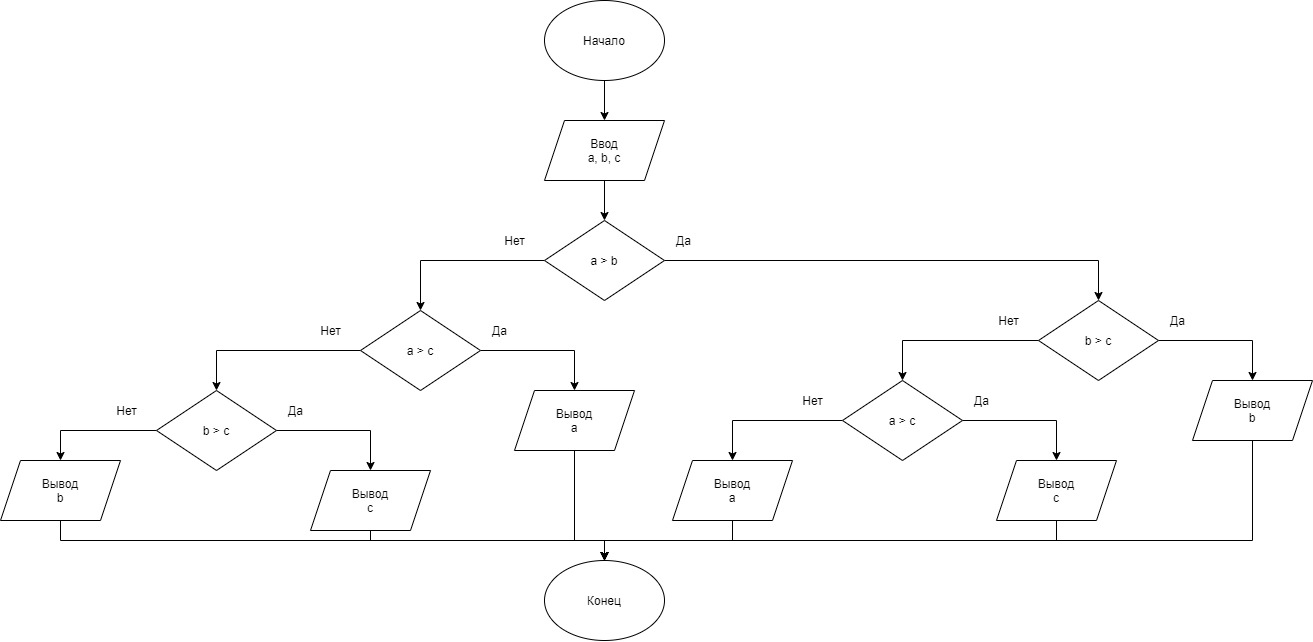 Начало
Ввод
a, b, c
Нет
Да
a > b
Нет
Да
a > c
Нет
Да
b > c
Нет
Да
b > c
Вывод
a
Нет
Да
a > c
Вывод
b
Вывод
b
Вывод
c
Вывод
a
Вывод
c
Конец